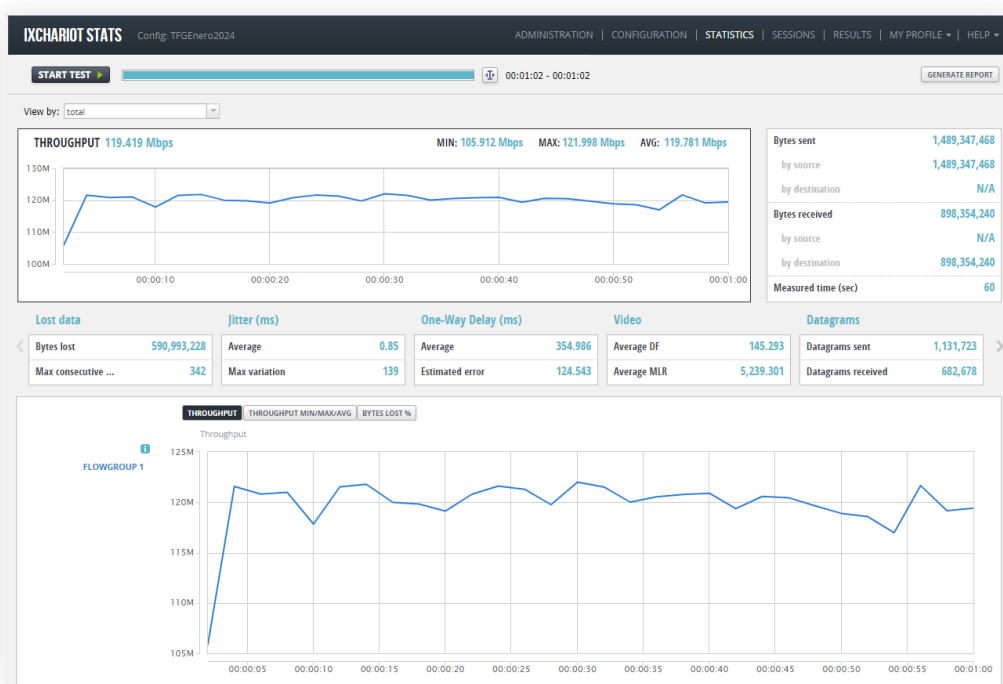 IXCHARIOT STATS Config: TFGEnero2024 ADMINISTRATION | CONFIGURATION | STATISTICS | SESSIONS | RESULTS | MY PROFILE | HELP
START TEST 00:01:02 - 00:01:02 GENERATE REPORT
View by: total
THROUGHPUT 119.419 Mbps MIN: 105.912 Mbps MAX: 121.998 Mbps AVG: 119.781 Mbps
130M
120M
110M
100M
00:00:10 00:00:20 00:00:30 00:00:40 00:00:50 00:01:00
Bytes sent 1,489,347,468
by source 1,489,347,468
by destination N/A
Bytes received 898,354,240
by source N/A
by destination 898,354,240
Measured time (sec) 60
Lost data
Bytes lost 590,993,228
Max consecutive ... 342
Jitter (ms)
Average 0.85
Max variation 139
One-Way Delay (ms)
Average 354.986
Estimated error 124.543
Video
Average DF 145.293
Average MLR 5,239.301
Datagrams
Datagrams sent 1,131,723
Datagrams received 682,678
THROUGHPUT THROUGHPUT MIN/MAX/AVG BYTES LOST %
Throughput
FLOWGROUP 1
125M
120M
115M
110M
105M
00:00:05 00:00:10 00:00:15 00:00:20 00:00:25 00:00:30 00:00:35 00:00:40 00:00:45 00:00:50 00:00:55 00:01:00